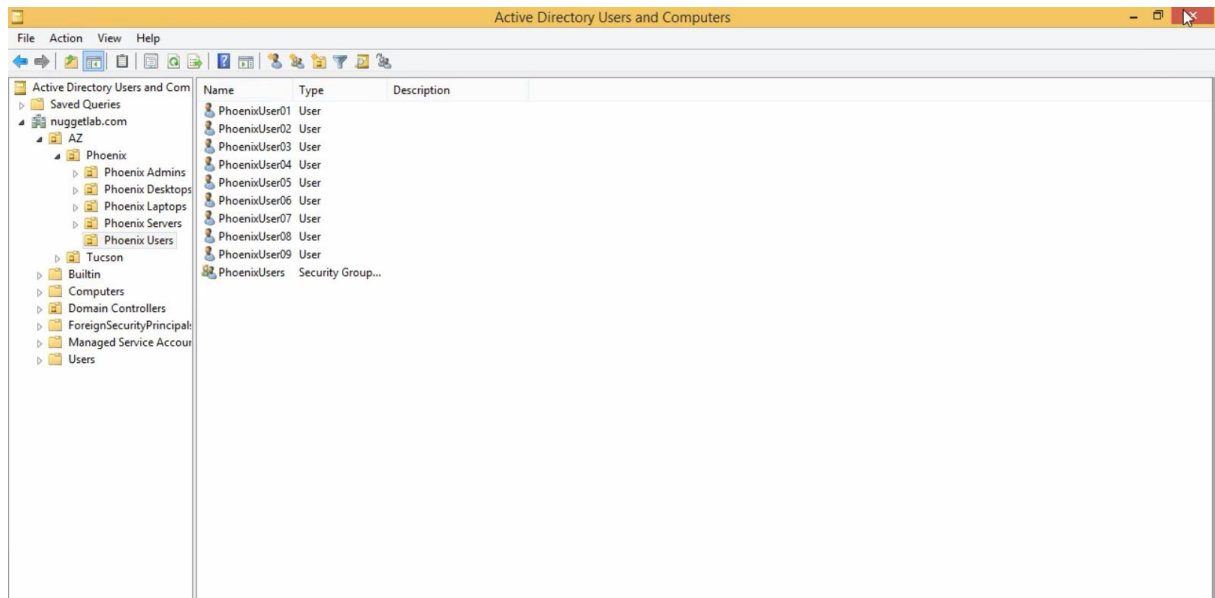 Active Directory Users and Computers
File Action View Help
Active Directory Users and Com
Saved Queries
nuggetlab.com
AZ
Phoenix
Phoenix Admins
Phoenix Desktops
Phoenix Laptops
Phoenix Servers
Phoenix Users
Tucson
Builtin
Computers
Domain Controllers
ForeignSecurityPrincipals
Managed Service Accour
Users
Name Type Description
PhoenixUser01 User
PhoenixUser02 User
PhoenixUser03 User
PhoenixUser04 User
PhoenixUser05 User
PhoenixUser06 User
PhoenixUser07 User
PhoenixUser08 User
PhoenixUser09 User
PhoenixUsers Security Group...